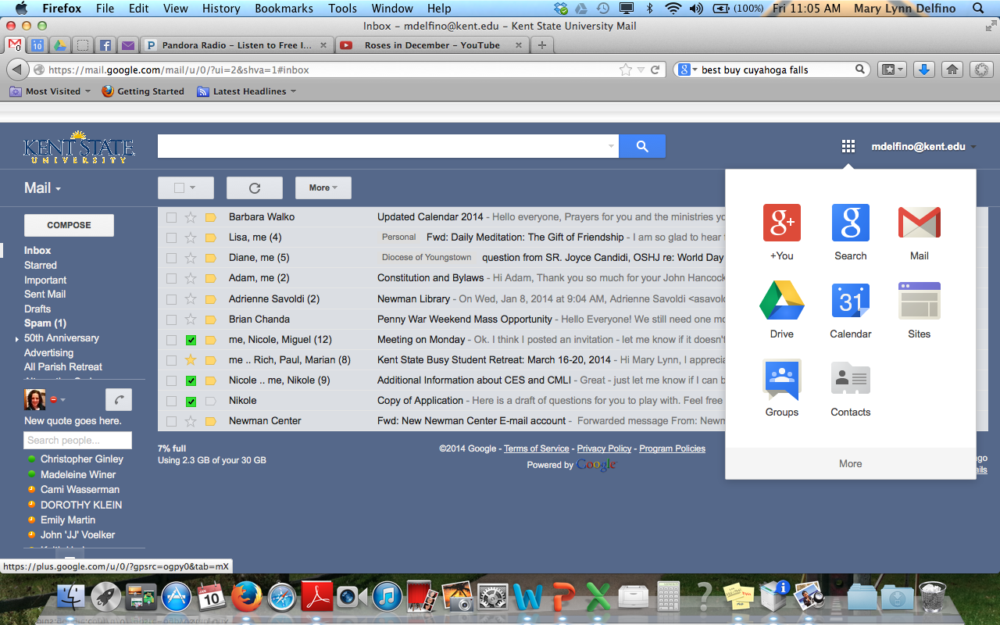 Firefox File Edit View History Bookmarks Tools Window Help (100%) Fri 11:05 AM Mary Lynn Delfino
Inbox – mdelfino@kent.edu – Kent State University Mail
0 10 f P Pandora Radio – Listen to Free I... × Roses in December – YouTube × +
https://mail.google.com/mail/u/0/?ui=2&shva=1#inbox best buy cuyahoga falls
Most Visited Getting Started Latest Headlines
KENT STATE
UNIVERSITY
mdelfino@kent.edu
Mail More
COMPOSE
Inbox
Starred
Important
Sent Mail
Drafts
Spam (1)
50th Anniversary
Advertising
All Parish Retreat
New quote goes here.
Search people...
Christopher Ginley
Madeleine Winer
Cami Wasserman
DOROTHY KLEIN
Emily Martin
John 'JJ' Voelker
Barbara Walko Updated Calendar 2014 - Hello everyone, Prayers for you and the ministries yo
Lisa, me (4) Personal Fwd: Daily Meditation: The Gift of Friendship - I am so glad to hear
Diane, me (5) Diocese of Youngstown question from SR. Joyce Candidi, OSHJ re: World Day
Adam, me (2) Constitution and Bylaws - Hi Adam, Thank you so much for your John Hancock
Adrienne Savoldi (2) Newman Library - On Wed, Jan 8, 2014 at 9:04 AM, Adrienne Savoldi <asavol
Brian Chanda Penny War Weekend Mass Opportunity - Hello Everyone! We still need one mo
me, Nicole, Miguel (12) Meeting on Monday - Ok. I think I posted an invitation - let me know if it doesn'
me .. Rich, Paul, Marian (8) Kent State Busy Student Retreat: March 16-20, 2014 - Hi Mary Lynn, I apprecia
Nicole .. me, Nikole (9) Additional Information about CES and CMLI - Great - just let me know if I can
Nikole Copy of Application - Here is a draft of questions for you to play with. Feel free
Newman Center Fwd: New Newman Center E-mail account - Forwarded message From: Newm
7% full
Using 2.3 GB of your 30 GB
©2014 Google - Terms of Service - Privacy Policy - Program Policies
Powered by Google
g+ g
+You Search Mail
31
Drive Calendar Sites
Groups Contacts
More
ago
ails
https://plus.google.com/u/0/?gpsrc=ogpy0&tab=mX
JAN
10
W P X ?